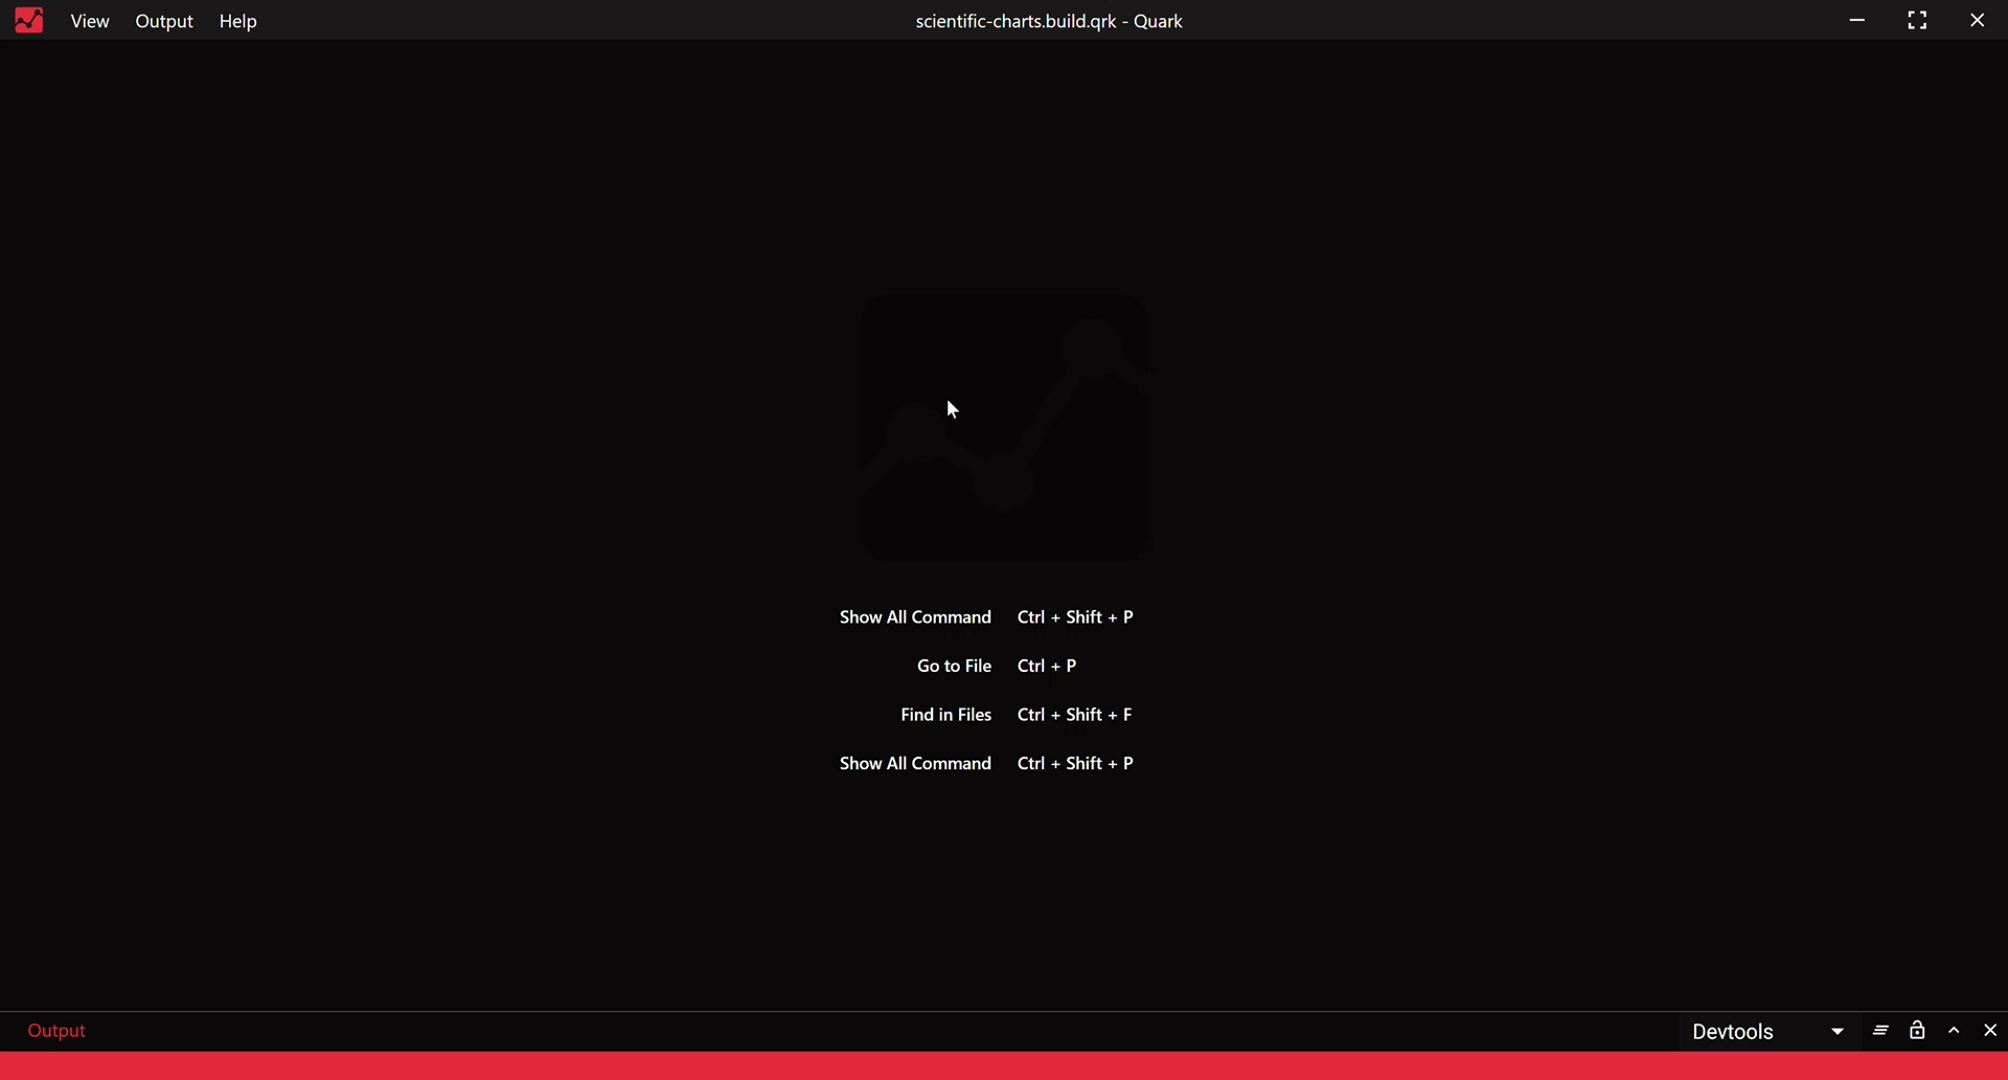 View Output Help scientific-charts.build.qrk - Quark
Show All Command Ctrl + Shift + P
Go to File Ctrl + P
Find in Files Ctrl + Shift + F
Show All Command Ctrl + Shift + P
Output Devtools